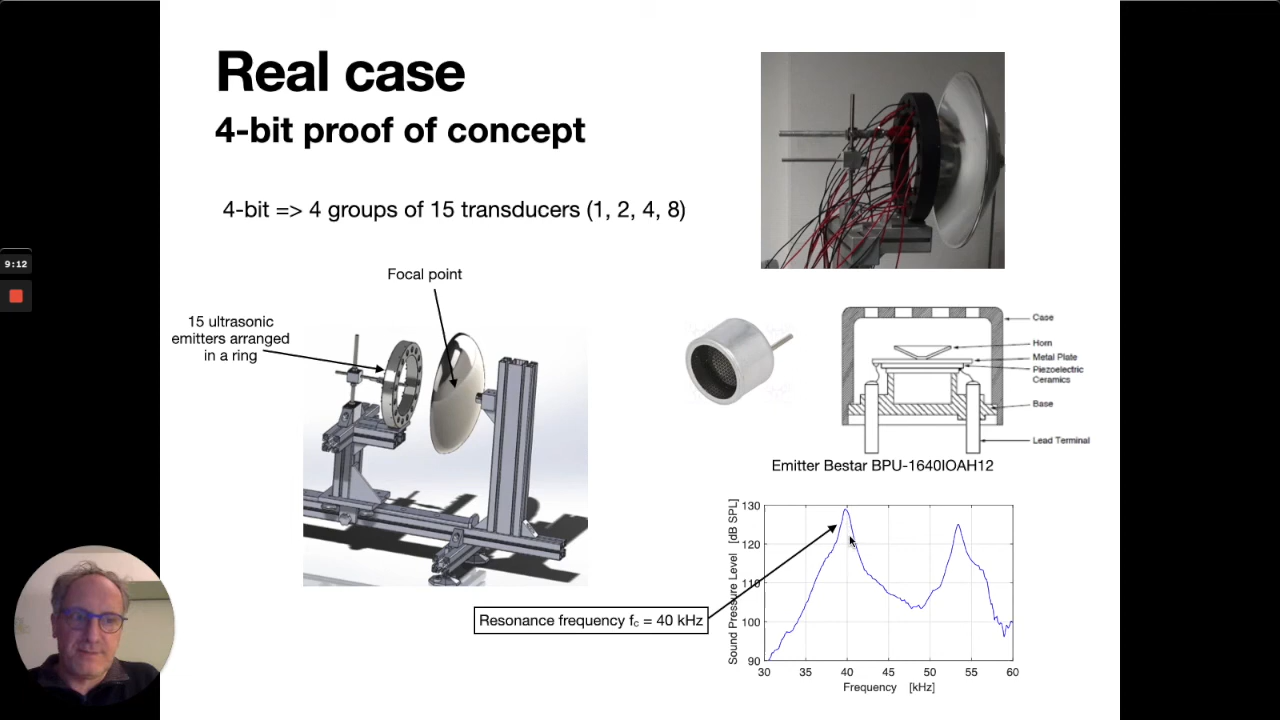 Real case
4-bit proof of concept
4-bit => 4 groups of 15 transducers (1, 2, 4, 8)
9:12
Focal point
15 ultrasonic
emitters arranged
in a ring
Case
Horn
Metal Plate
Piezoelectric
Ceramics
Base
Lead Terminal
Emitter Bestar BPU-1640IOAH12
Resonance frequency fc = 40 kHz
Sound Pressure Level [dB SPL]
130
120
110
100
90
30 35 40 45 50 55 60
Frequency [kHz]